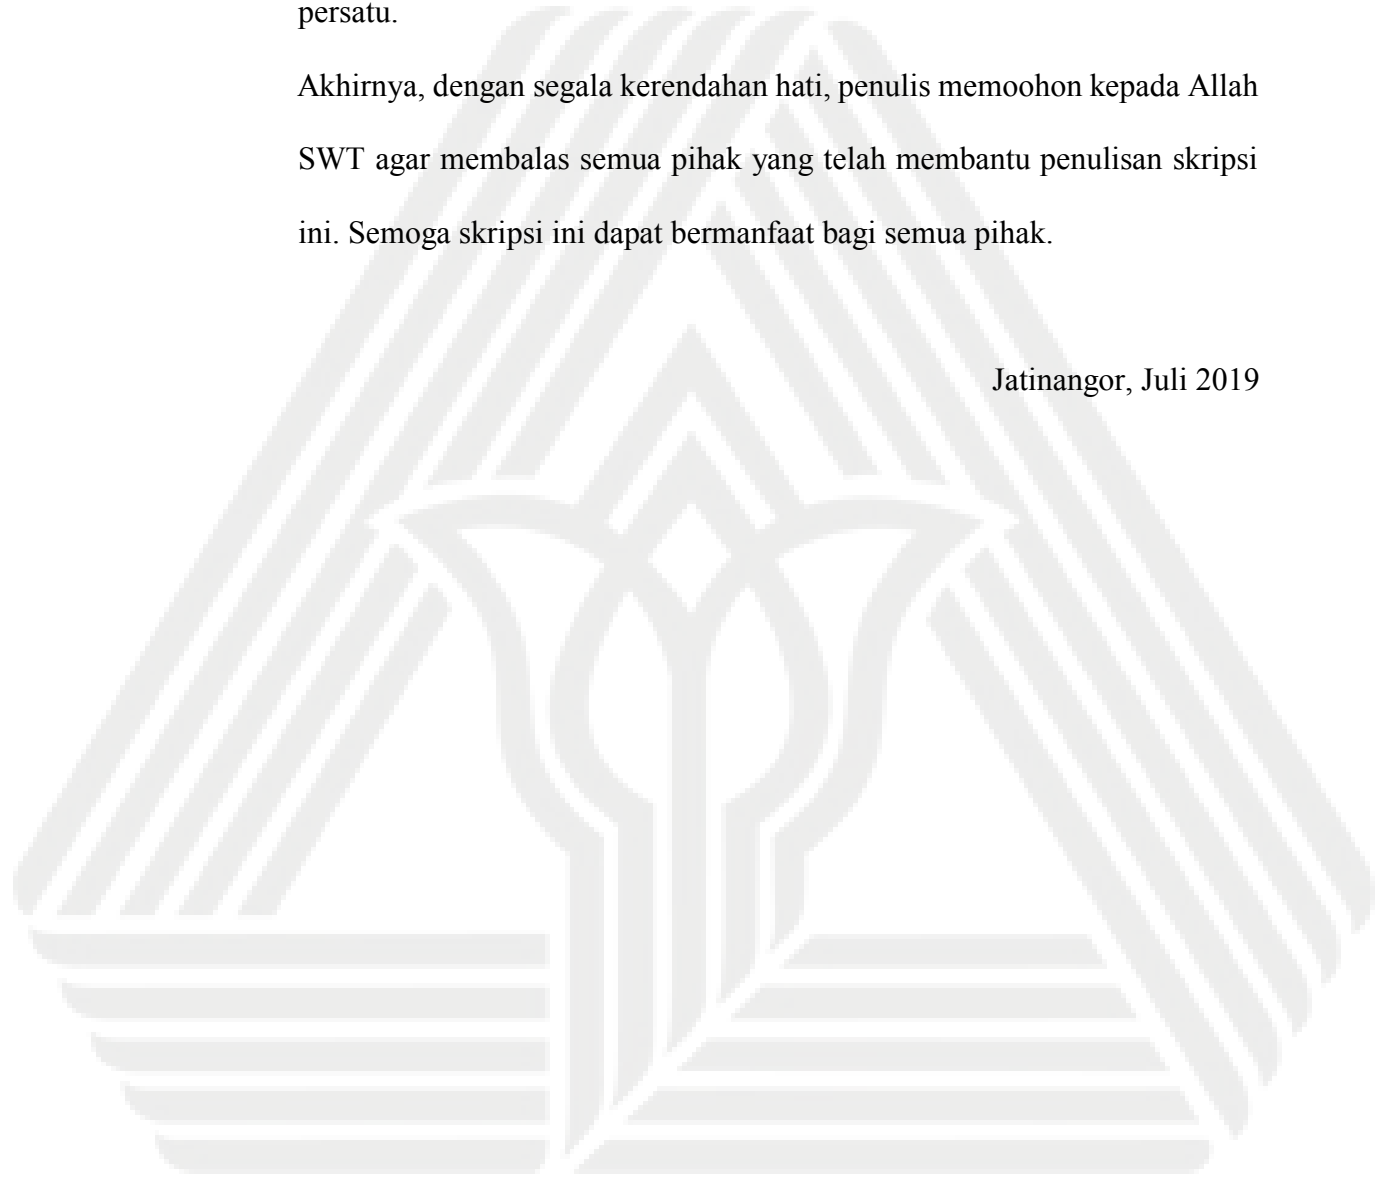 persatu.
Akhirnya, dengan segala kerendahan hati, penulis memoohon kepada Allah
SWT agar membalas semua pihak yang telah membantu penulisan skripsi
ini. Semoga skripsi ini dapat bermanfaat bagi semua pihak.
Jatinangor, Juli 2019